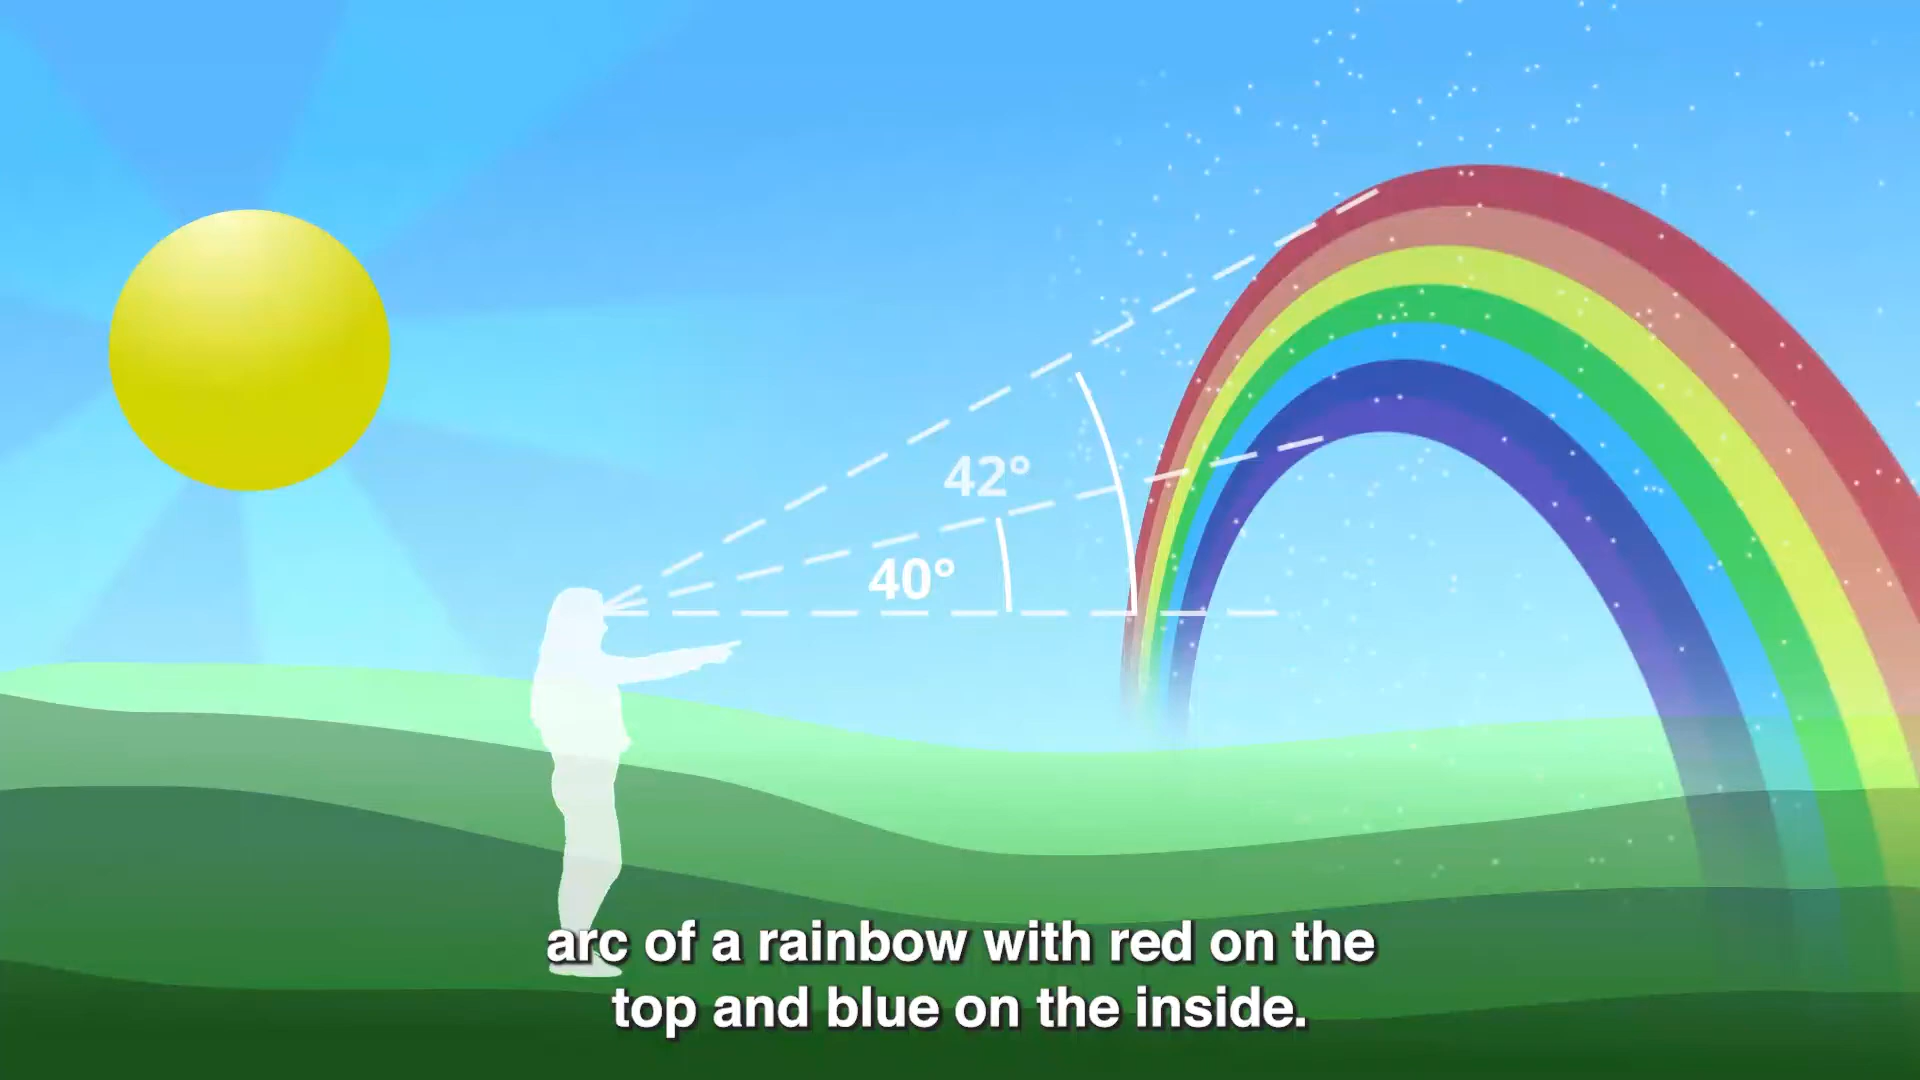 42°
40°
arc of a rainbow with red on the
top and blue on the inside.